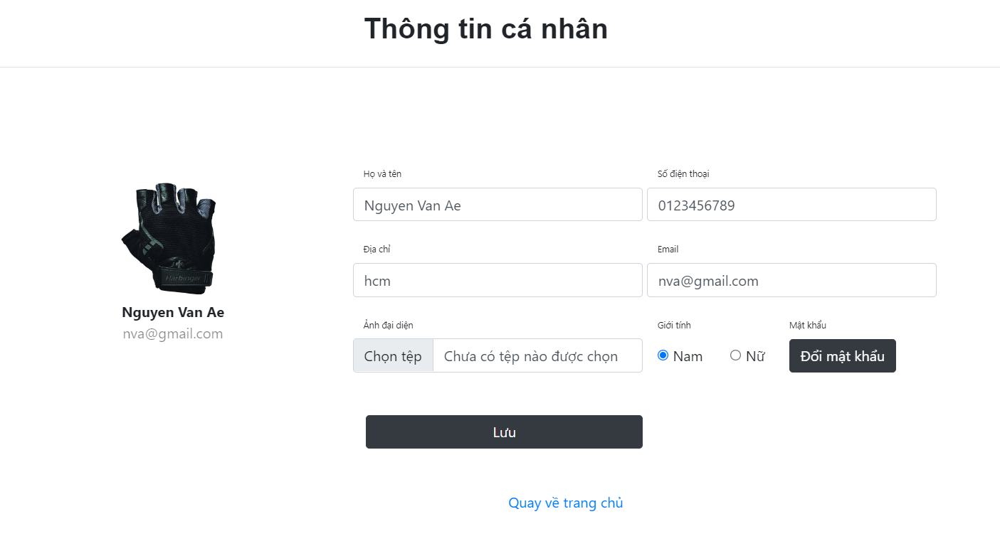 Thông tin cá nhân
Họ và tên
Số điện thoại
Nguyen Van Ae
0123456789
Địa chỉ
Email
hcm
nva@gmail.com
Harbinger
Nguyen Van Ae
nva@gmail.com
Ảnh đại diện
Giới tính
Mật khẩu
Chọn tệp Chưa có tệp nào được chọn
Nam Nữ
Đổi mật khẩu
Lưu
Quay về trang chủ